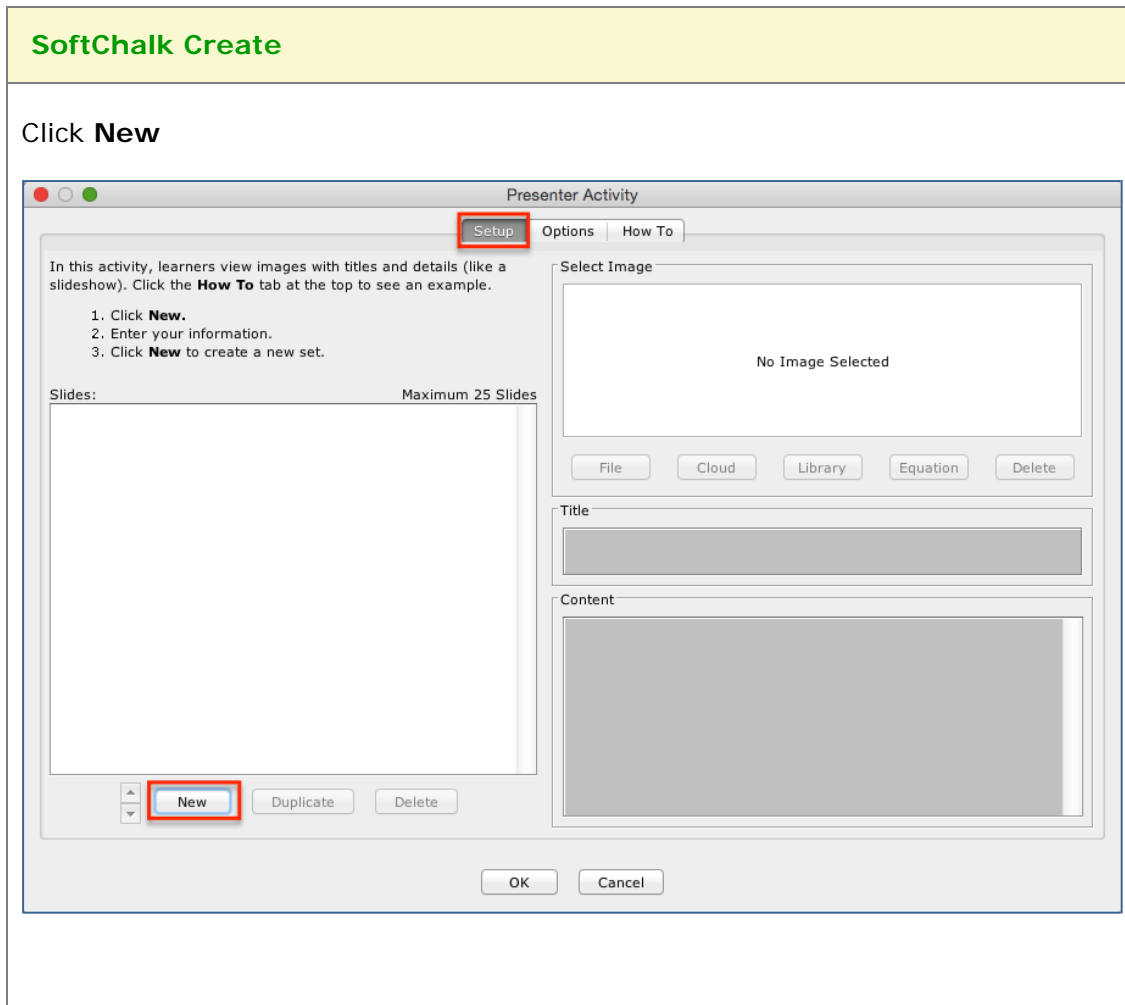 SoftChalk Create
Click New
Presenter Activity
Setup Options How To
In this activity, learners view images with titles and details (like a
slideshow). Click the How To tab at the top to see an example.
1. Click New.
2. Enter your information.
3. Click New to create a new set.
Slides: Maximum 25 Slides
New Duplicate Delete
Select Image
No Image Selected
File Cloud Library Equation Delete
Title
Content
OK Cancel